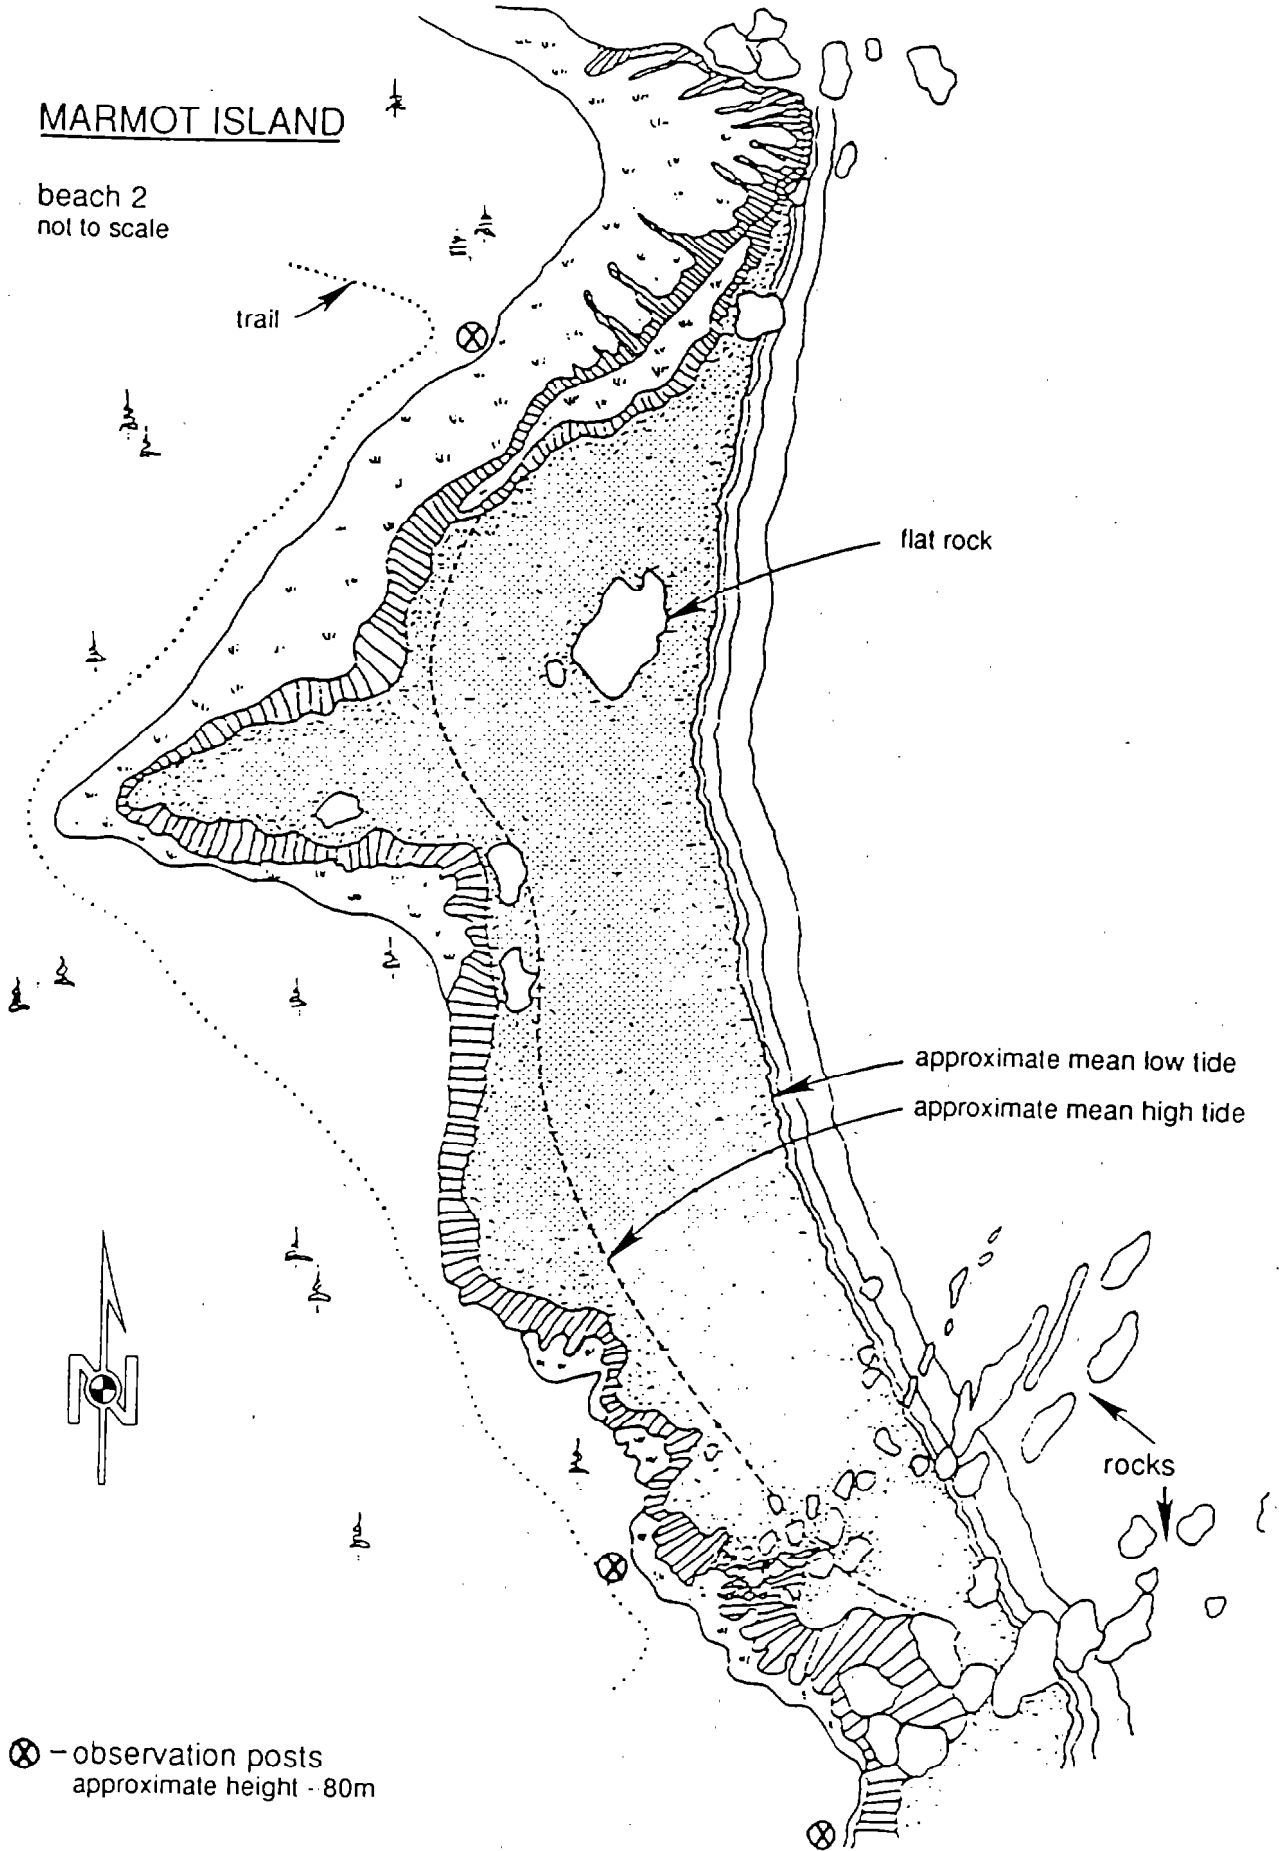 MARMOT ISLAND
beach 2
not to scale
trail
flat rock
approximate mean low tide
approximate mean high tide
N
rocks
⊗ - observation posts
approximate height - 80m